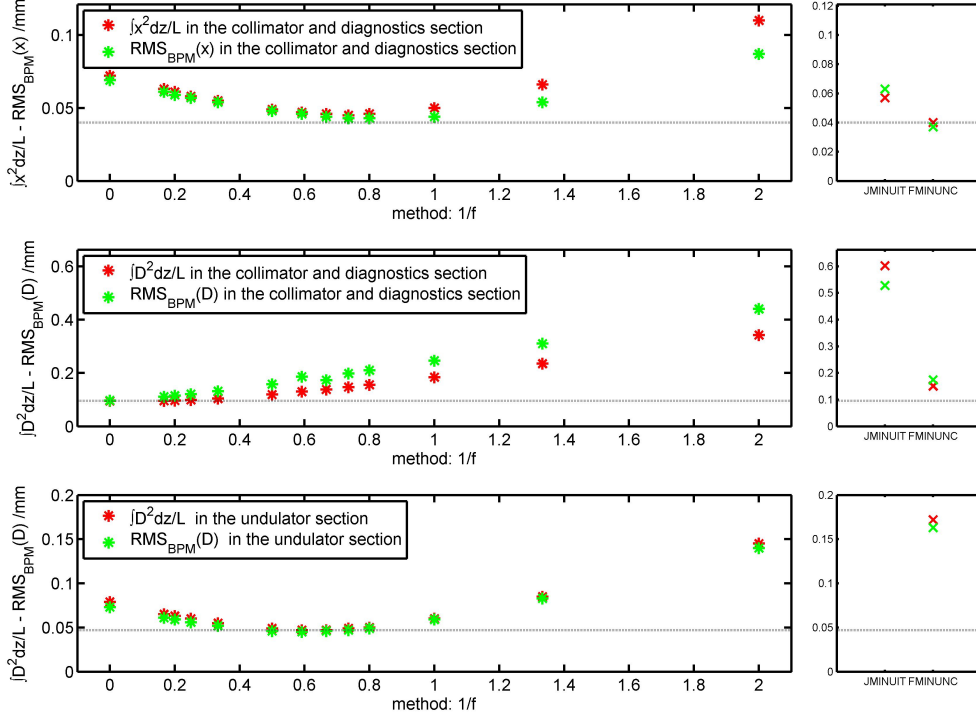 ∫x²dz/L - RMS_BPM(x) /mm
0.1
0.05
0
∫x²dz/L in the collimator and diagnostics section
RMS_BPM(x) in the collimator and diagnostics section
0 0.2 0.4 0.6 0.8 1 1.2 1.4 1.6 1.8 2
method: 1/f
0.12
0.1
0.08
0.06
0.04
0.02
0
JMINUIT FMINUNC
∫D²dz/L - RMS_BPM(D) /mm
0.6
0.4
0.2
0
∫D²dz/L in the collimator and diagnostics section
RMS_BPM(D) in the collimator and diagnostics section
0 0.2 0.4 0.6 0.8 1 1.2 1.4 1.6 1.8 2
method: 1/f
0.6
0.5
0.4
0.3
0.2
0.1
0
JMINUIT FMINUNC
∫D²dz/L - RMS_BPM(D) /mm
0.2
0.15
0.1
0.05
0
∫D²dz/L in the undulator section
RMS_BPM(D) in the undulator section
0 0.2 0.4 0.6 0.8 1 1.2 1.4 1.6 1.8 2
method: 1/f
0.2
0.15
0.1
0.05
0
JMINUIT FMINUNC